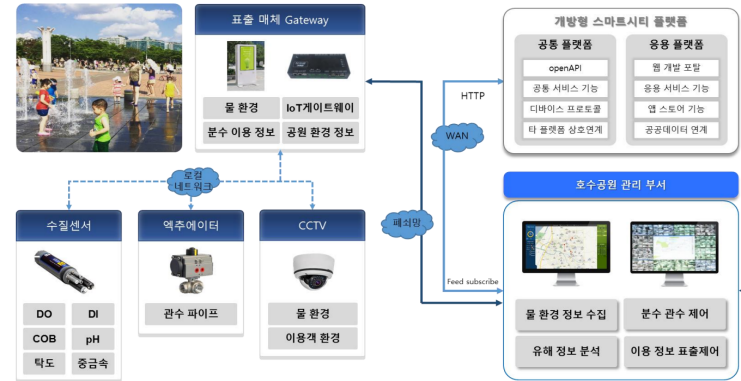 표출 매체 Gateway
물 환경
IoT게이트웨이
분수 이용 정보
공원 환경 정보
개방형 스마트시티 플랫폼
공통 플랫폼
응용 플랫폼
openAPI
웹 개발 포탈
공통 서비스 기능
응용 서비스 기능
디바이스 프로토콜
앱 스토어 기능
타 플랫폼 상호연계
공공데이터 연계
HTTP
WAN
로컬
네트워크
폐쇠망
Feed subscribe
수질센서
DO
DI
COB
pH
탁도
중금속
엑추에이터
관수 파이프
CCTV
물 환경
이용객 환경
호수공원 관리 부서
물 환경 정보 수집
분수 관수 제어
유해 정보 분석
이용 정보 표출제어